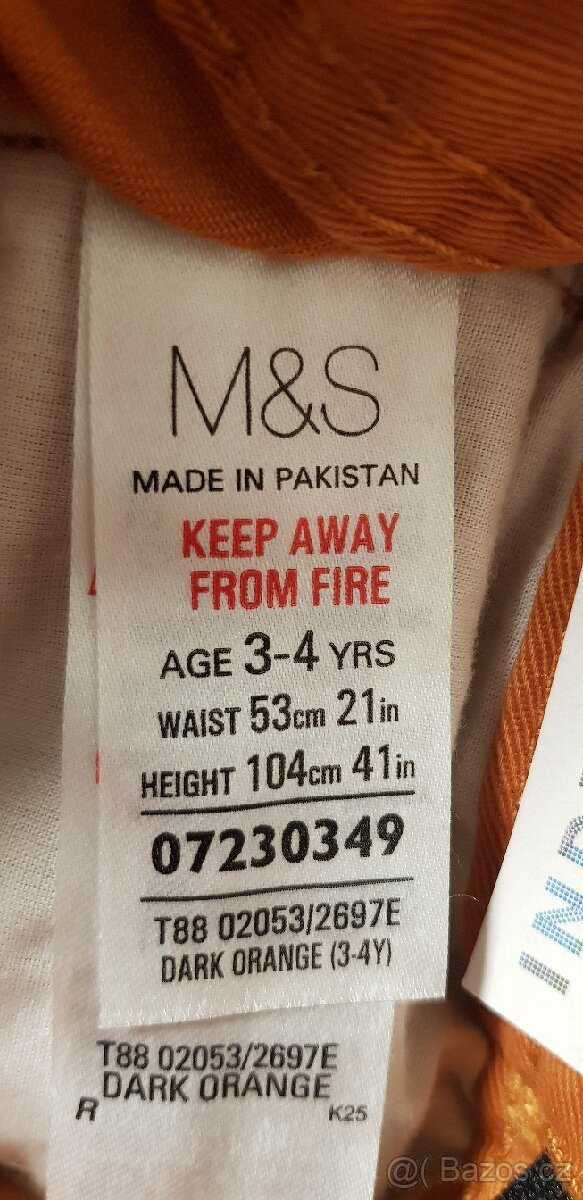 M&S
MADE IN PAKISTAN
KEEP AWAY
FROM FIRE
AGE 3-4 YRS
WAIST 53cm 21in
HEIGHT 104cm 41in
07230349
T88 02053/2697E
DARK ORANGE (3-4Y)
T88 02053/2697E
DARK ORANGE
R
K25
@( Bazos.cz